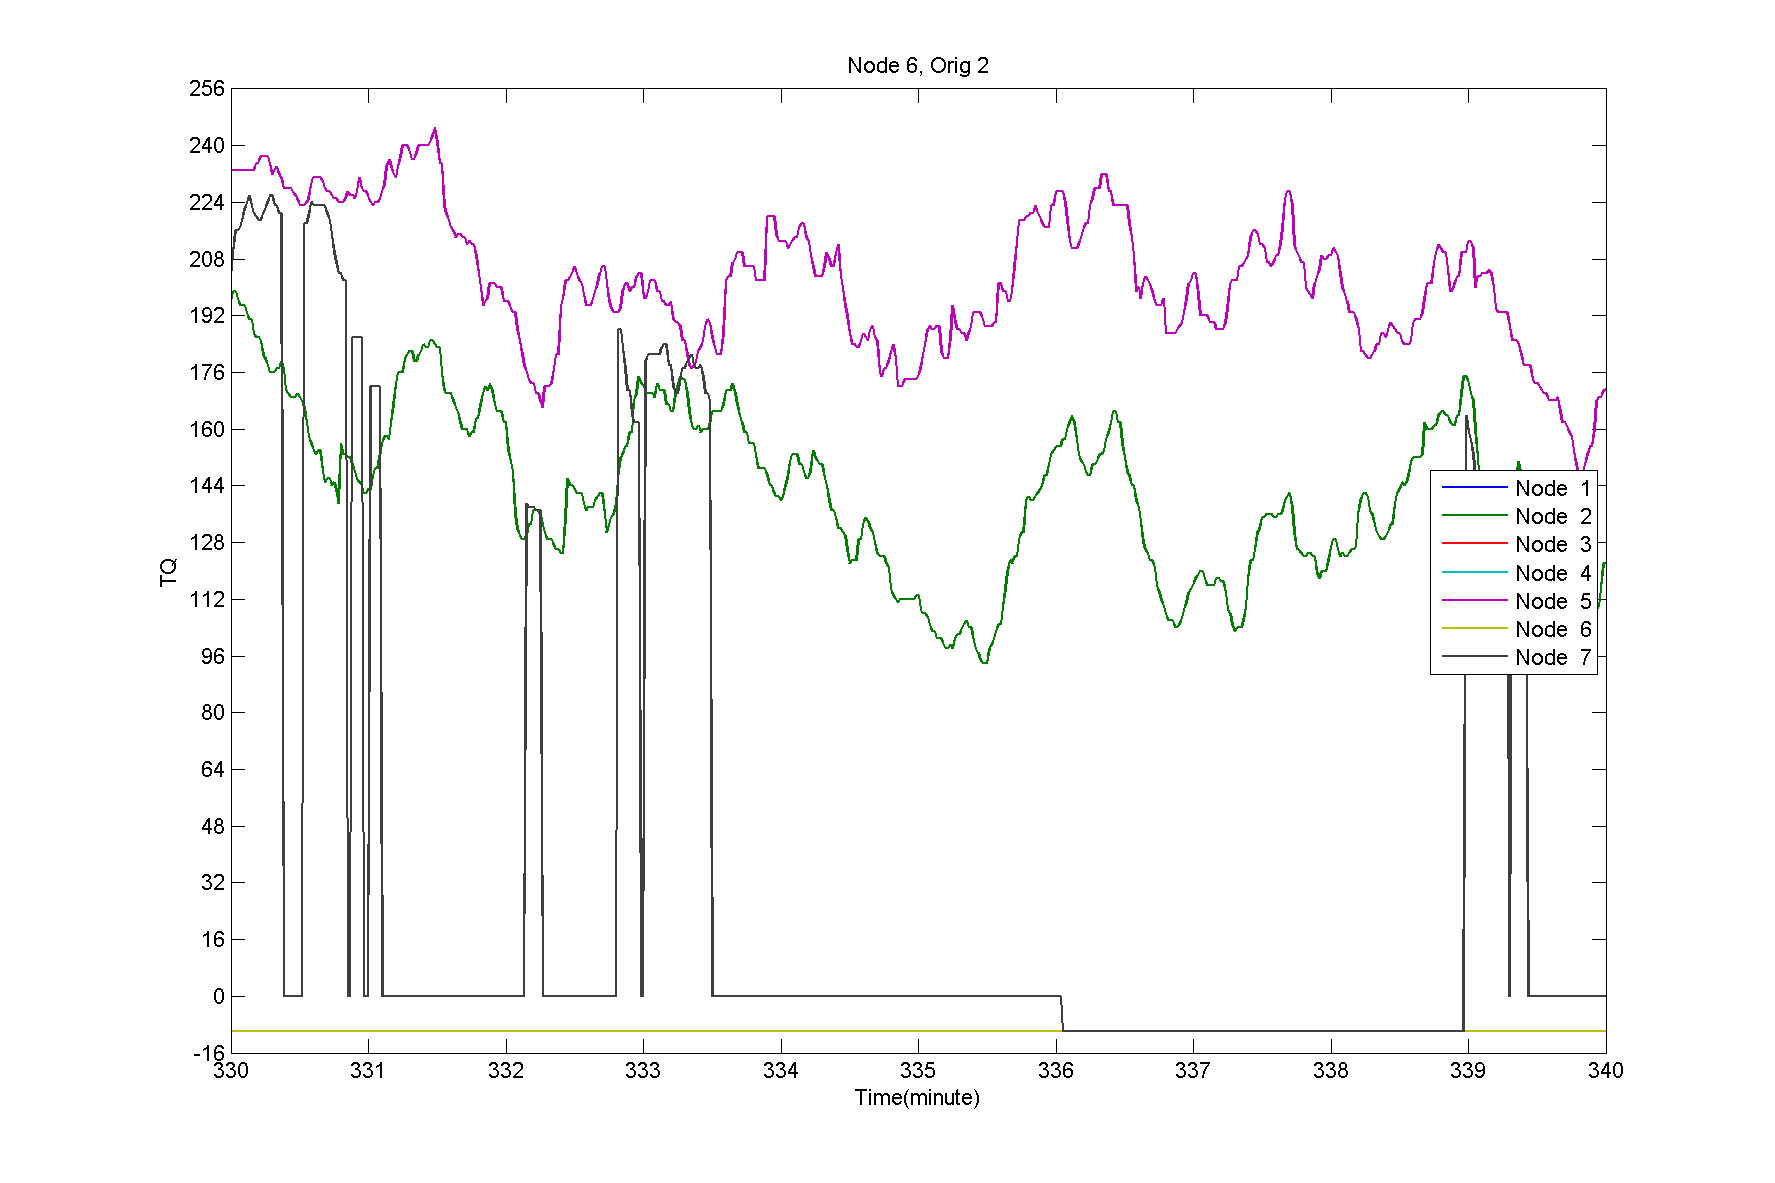 Node 6, Orig 2
256
240
224
208
192
176
160
144
128
112
96
80
64
48
32
16
0
-16
TQ
Node 1
Node 2
Node 3
Node 4
Node 5
Node 6
Node 7
330 331 332 333 334 335 336 337 338 339 340
Time(minute)